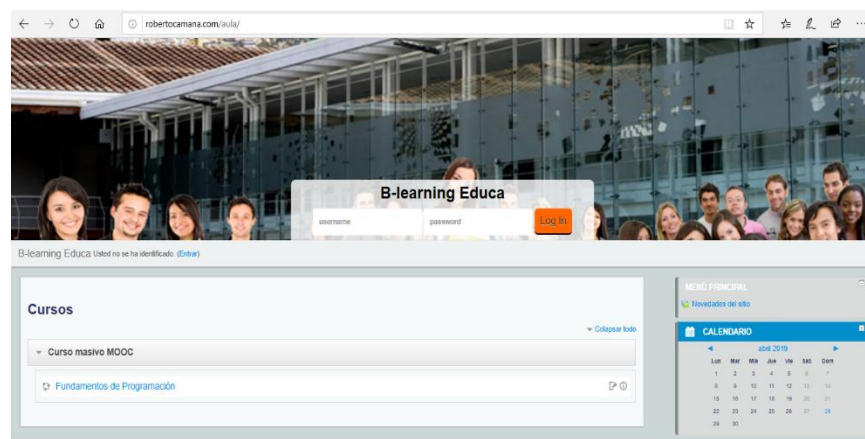 robertocamana.com/aula/
B-learning Educa
username password Log In
B-learning Educa Usted no se ha identificado. (Entrar)
MENÚ PRINCIPAL
Novedades del sitio
Cursos
Colapsar todo
Curso masivo MOOC
Fundamentos de Programación
CALENDARIO
abril 2019
Lun Mar Mié Jue Vie Sáb Dom
1 2 3 4 5 6 7
8 9 10 11 12 13 14
15 16 17 18 19 20 21
22 23 24 25 26 27 28
29 30